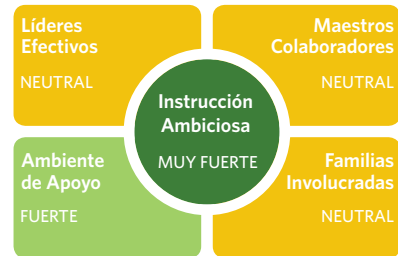 Líderes
Efectivos
NEUTRAL
Maestros
Colaboradores
NEUTRAL
Instrucción
Ambiciosa
MUY FUERTE
Ambiente
de Apoyo
FUERTE
Familias
Involucradas
NEUTRAL